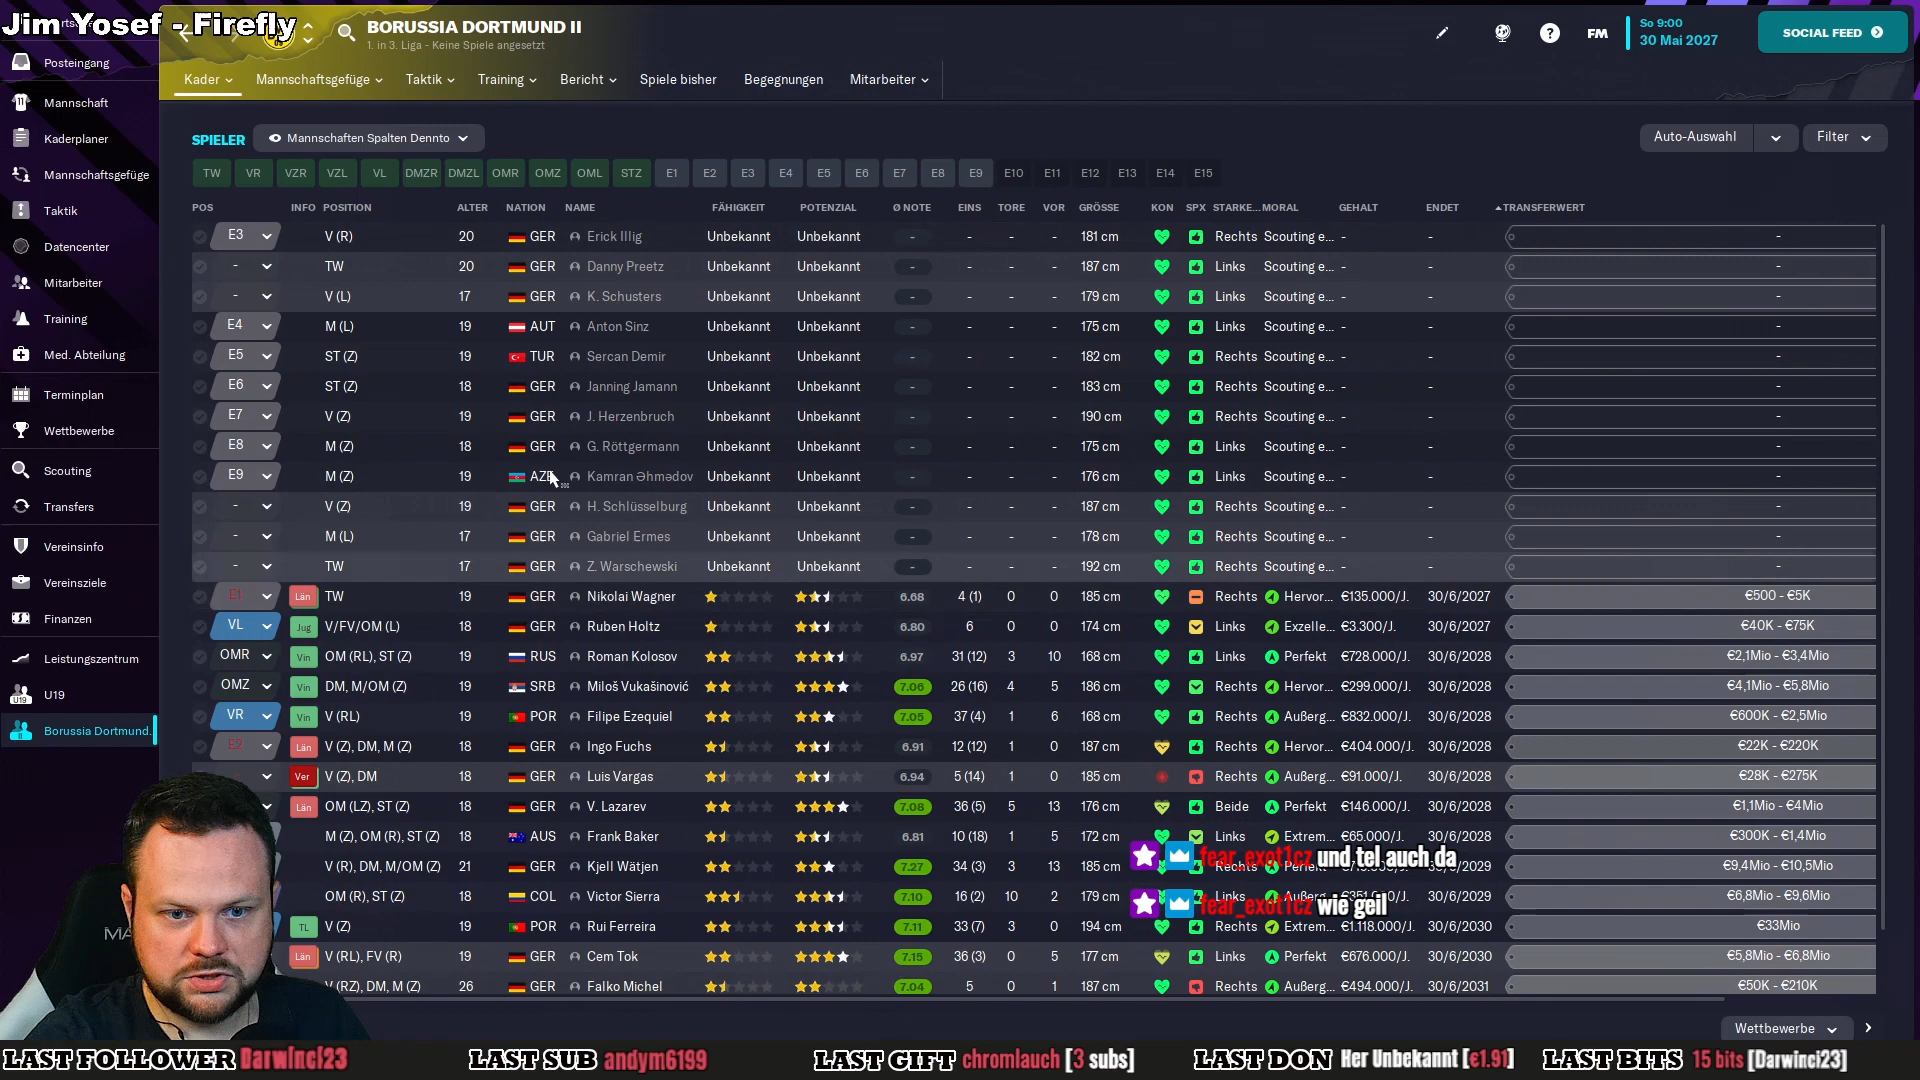 Jim Yosef - Firefly
BORUSSIA DORTMUND II
1. in 3. Liga - Keine Spiele angesetzt
FM
So 9:00
30 Mai 2027
SOCIAL FEED
Kader
Mannschaftsgefüge
Taktik
Training
Bericht
Spiele bisher
Begegnungen
Mitarbeiter
Posteingang
Mannschaft
Kaderplaner
Mannschaftsgefüge
Taktik
Datencenter
Mitarbeiter
Training
Med. Abteilung
Terminplan
Wettbewerbe
Scouting
Transfers
Vereinsinfo
Vereinsziele
Finanzen
Leistungszentrum
U19
Borussia Dortmund.
SPIELER
Mannschaften Spalten Dennto
Auto-Auswahl
Filter
TW VR VZR VZL VL DMZR DMZL OMR OMZ OML STZ E1 E2 E3 E4 E5 E6 E7 E8 E9 E10 E11 E12 E13 E14 E15
POS INFO POSITION ALTER NATION NAME FÄHIGKEIT POTENZIAL Ø NOTE EINS TORE VOR GRÖSSE KON SPX STARKE... MORAL GEHALT ENDET TRANSFERWERT
E3 V (R) 20 GER Erick Illig Unbekannt Unbekannt - - - - 181 cm Rechts Scouting e... - - -
- TW 20 GER Danny Preetz Unbekannt Unbekannt - - - - 187 cm Links Scouting e... - - -
- V (L) 17 GER K. Schusters Unbekannt Unbekannt - - - - 179 cm Links Scouting e... - - -
E4 M (L) 19 AUT Anton Sinz Unbekannt Unbekannt - - - - 175 cm Links Scouting e... - - -
E5 ST (Z) 19 TUR Sercan Demir Unbekannt Unbekannt - - - - 182 cm Rechts Scouting e... - - -
E6 ST (Z) 18 GER Janning Jamann Unbekannt Unbekannt - - - - 183 cm Rechts Scouting e... - - -
E7 V (Z) 19 GER J. Herzenbruch Unbekannt Unbekannt - - - - 190 cm Rechts Scouting e... - - -
E8 M (Z) 18 GER G. Röttgermann Unbekannt Unbekannt - - - - 175 cm Links Scouting e... - - -
E9 M (Z) 19 AZE Kamran Əhmədov Unbekannt Unbekannt - - - - 176 cm Links Scouting e... - - -
- V (Z) 19 GER H. Schlüsselburg Unbekannt Unbekannt - - - - 187 cm Rechts Scouting e... - - -
- M (L) 17 GER Gabriel Ermes Unbekannt Unbekannt - - - - 178 cm Rechts Scouting e... - - -
- TW 17 GER Z. Warschewski Unbekannt Unbekannt - - - - 192 cm Rechts Scouting e... - - -
E1 Län TW 19 GER Nikolai Wagner 6.68 4 (1) 0 0 185 cm Rechts Hervor... €135.000/J. 30/6/2027 €500 - €5K
VL Jug V/FV/OM (L) 18 GER Ruben Holtz 6.80 6 0 0 174 cm Links Exzelle... €3.300/J. 30/6/2027 €40K - €75K
OMR Vin OM (RL), ST (Z) 19 RUS Roman Kolosov 6.97 31 (12) 3 10 168 cm Links Perfekt €728.000/J. 30/6/2028 €2,1Mio - €3,4Mio
OMZ Vin DM, M/OM (Z) 19 SRB Miloš Vukašinović 7.06 26 (16) 4 5 186 cm Rechts Hervor... €299.000/J. 30/6/2028 €4,1Mio - €5,8Mio
VR Vin V (RL) 19 POR Filipe Ezequiel 7.05 37 (4) 1 6 168 cm Rechts Außerg... €832.000/J. 30/6/2028 €600K - €2,5Mio
E2 Län V (Z), DM, M (Z) 18 GER Ingo Fuchs 6.91 12 (12) 1 0 187 cm Rechts Hervor... €404.000/J. 30/6/2028 €22K - €220K
Ver V (Z), DM 18 GER Luis Vargas 6.94 5 (14) 1 0 185 cm Rechts Außerg... €91.000/J. 30/6/2028 €28K - €275K
Län OM (LZ), ST (Z) 18 GER V. Lazarev 7.08 36 (5) 5 13 176 cm Beide Perfekt €146.000/J. 30/6/2028 €1,1Mio - €4Mio
M (Z), OM (R), ST (Z) 18 AUS Frank Baker 6.81 10 (18) 1 5 172 cm Links Extrem... €65.000/J. 30/6/2028 €300K - €1,4Mio
V (R), DM, M/OM (Z) 21 GER Kjell Wätjen 7.27 34 (3) 3 13 185 cm 30/6/2029 €9,4Mio - €10,5Mio
OM (R), ST (Z) 18 COL Victor Sierra 7.10 16 (2) 10 2 179 cm 30/6/2029 €6,8Mio - €9,6Mio
TL V (Z) 19 POR Rui Ferreira 7.11 33 (7) 3 0 194 cm Rechts Extrem... €1.118.000/J. 30/6/2030 €33Mio
Län V (RL), FV (R) 19 GER Cem Tok 7.15 36 (3) 0 5 177 cm Links Perfekt €676.000/J. 30/6/2030 €5,8Mio - €6,8Mio
V (RZ), DM, M (Z) 26 GER Falko Michel 7.04 5 0 1 187 cm Rechts Außerg... €494.000/J. 30/6/2031 €50K - €210K
fear_exot1cz und tel auch da
fear_exot1cz wie geil
Wettbewerbe
LAST FOLLOWER Darwinci23
LAST SUB andym6199
LAST GIFT chromlauch [3 subs]
LAST DON Her Unbekannt [€1.91]
LAST BITS 15 bits [Darwinci23]